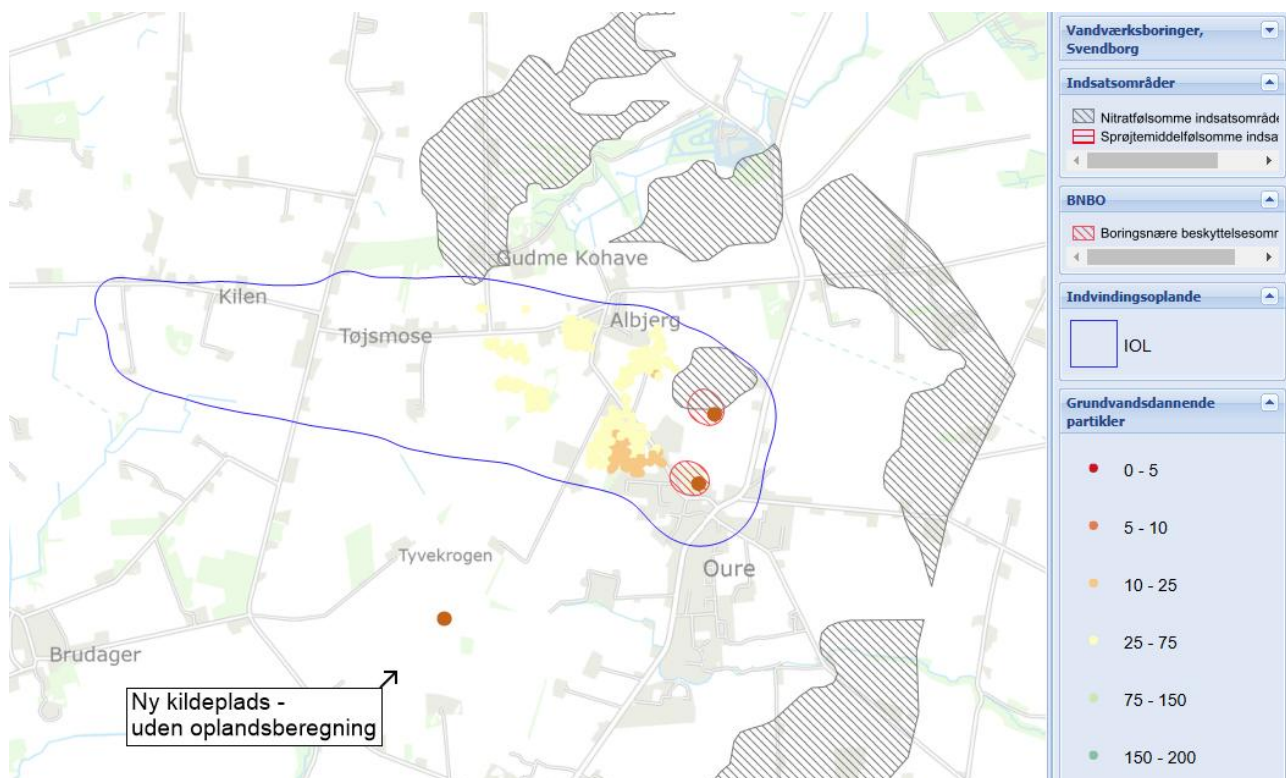 Gudme Kohave
Kilen
Albjerg
Tøjsmose
Tyvekrogen
Oure
Brudager
Ny kildeplads -
uden oplandsberegning
Vandværksboringer,
Svendborg
Indsatsområder
Nitratfølsomme indsatsområde
Sprøjtemiddelfølsomme indsa
BNBO
Boringsnære beskyttelsesomr
Indvindingsoplande
IOL
Grundvandsdannende
partikler
0 - 5
5 - 10
10 - 25
25 - 75
75 - 150
150 - 200